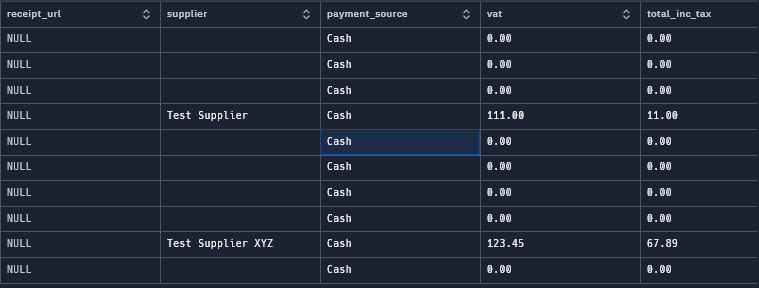 receipt_url supplier payment_source vat total_inc_tax
NULL Cash 0.00 0.00
NULL Cash 0.00 0.00
NULL Cash 0.00 0.00
NULL Test Supplier Cash 111.00 11.00
NULL Cash 0.00 0.00
NULL Cash 0.00 0.00
NULL Cash 0.00 0.00
NULL Cash 0.00 0.00
NULL Test Supplier XYZ Cash 123.45 67.89
NULL Cash 0.00 0.00